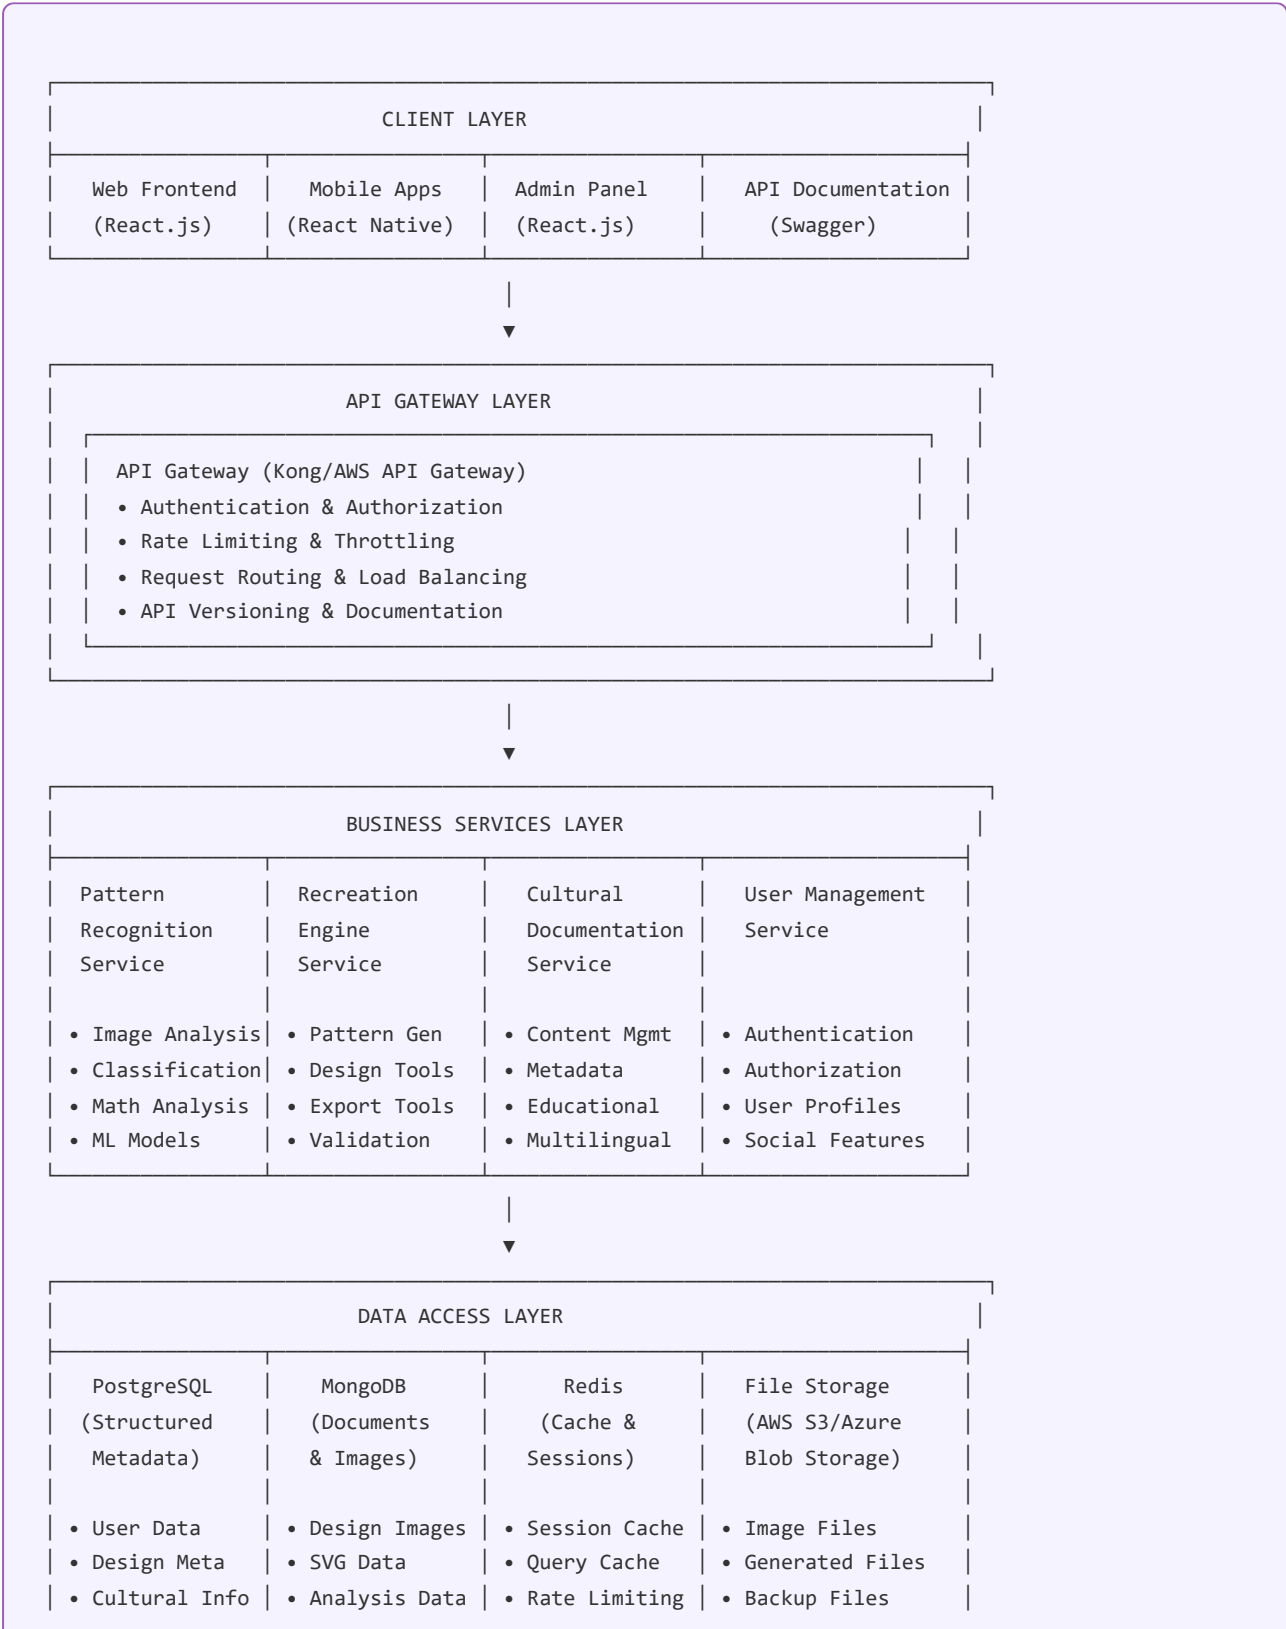 CLIENT LAYER
Web Frontend │ Mobile Apps │ Admin Panel │ API Documentation
(React.js) │ (React Native) │ (React.js) │ (Swagger)
▼
API GATEWAY LAYER
API Gateway (Kong/AWS API Gateway)
• Authentication & Authorization
• Rate Limiting & Throttling
• Request Routing & Load Balancing
• API Versioning & Documentation
▼
BUSINESS SERVICES LAYER
Pattern │ Recreation │ Cultural │ User Management
Recognition │ Engine │ Documentation │ Service
Service │ Service │ Service │
• Image Analysis│ • Pattern Gen │ • Content Mgmt │ • Authentication
• Classification│ • Design Tools │ • Metadata │ • Authorization
• Math Analysis │ • Export Tools │ • Educational │ • User Profiles
• ML Models │ • Validation │ • Multilingual │ • Social Features
▼
DATA ACCESS LAYER
PostgreSQL │ MongoDB │ Redis │ File Storage
(Structured │ (Documents │ (Cache & │ (AWS S3/Azure
Metadata) │ & Images) │ Sessions) │ Blob Storage)
• User Data │ • Design Images │ • Session Cache │ • Image Files
• Design Meta │ • SVG Data │ • Query Cache │ • Generated Files
• Cultural Info │ • Analysis Data │ • Rate Limiting │ • Backup Files